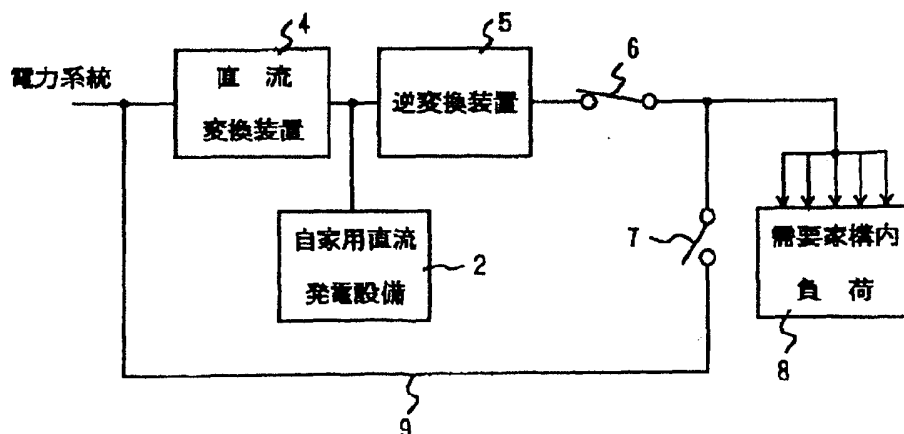 電力系統
4
直 流
変換装置
5
逆変換装置
6
自家用直流
発電設備
2
7
需要家構内
負 荷
8
9